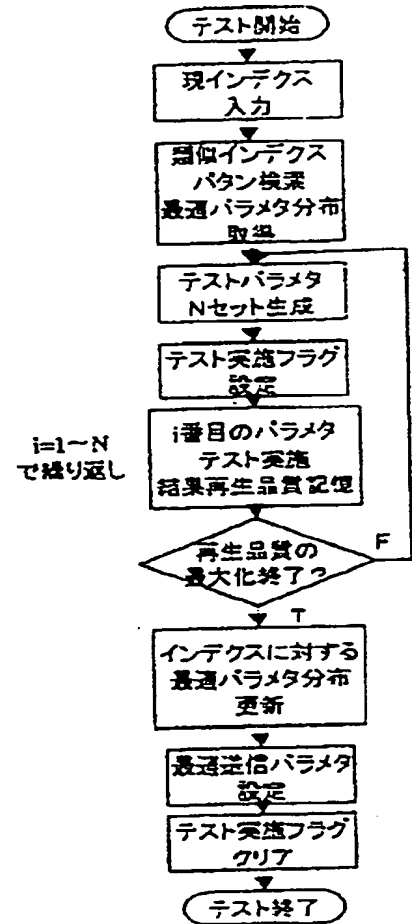 テスト開始
現インデクス
入力
類似インデクス
パタン検索
最適パラメタ分布
取得
テストパラメタ
Nセット生成
テスト実施フラグ
設定
i=1～N
で繰り返し
i番目のパラメタ
テスト実施
結果再生品質記憶
再生品質の
最大化終了?
F
T
インデクスに対する
最適パラメタ分布
更新
最適送信パラメタ
設定
テスト実施フラグ
クリア
テスト終了